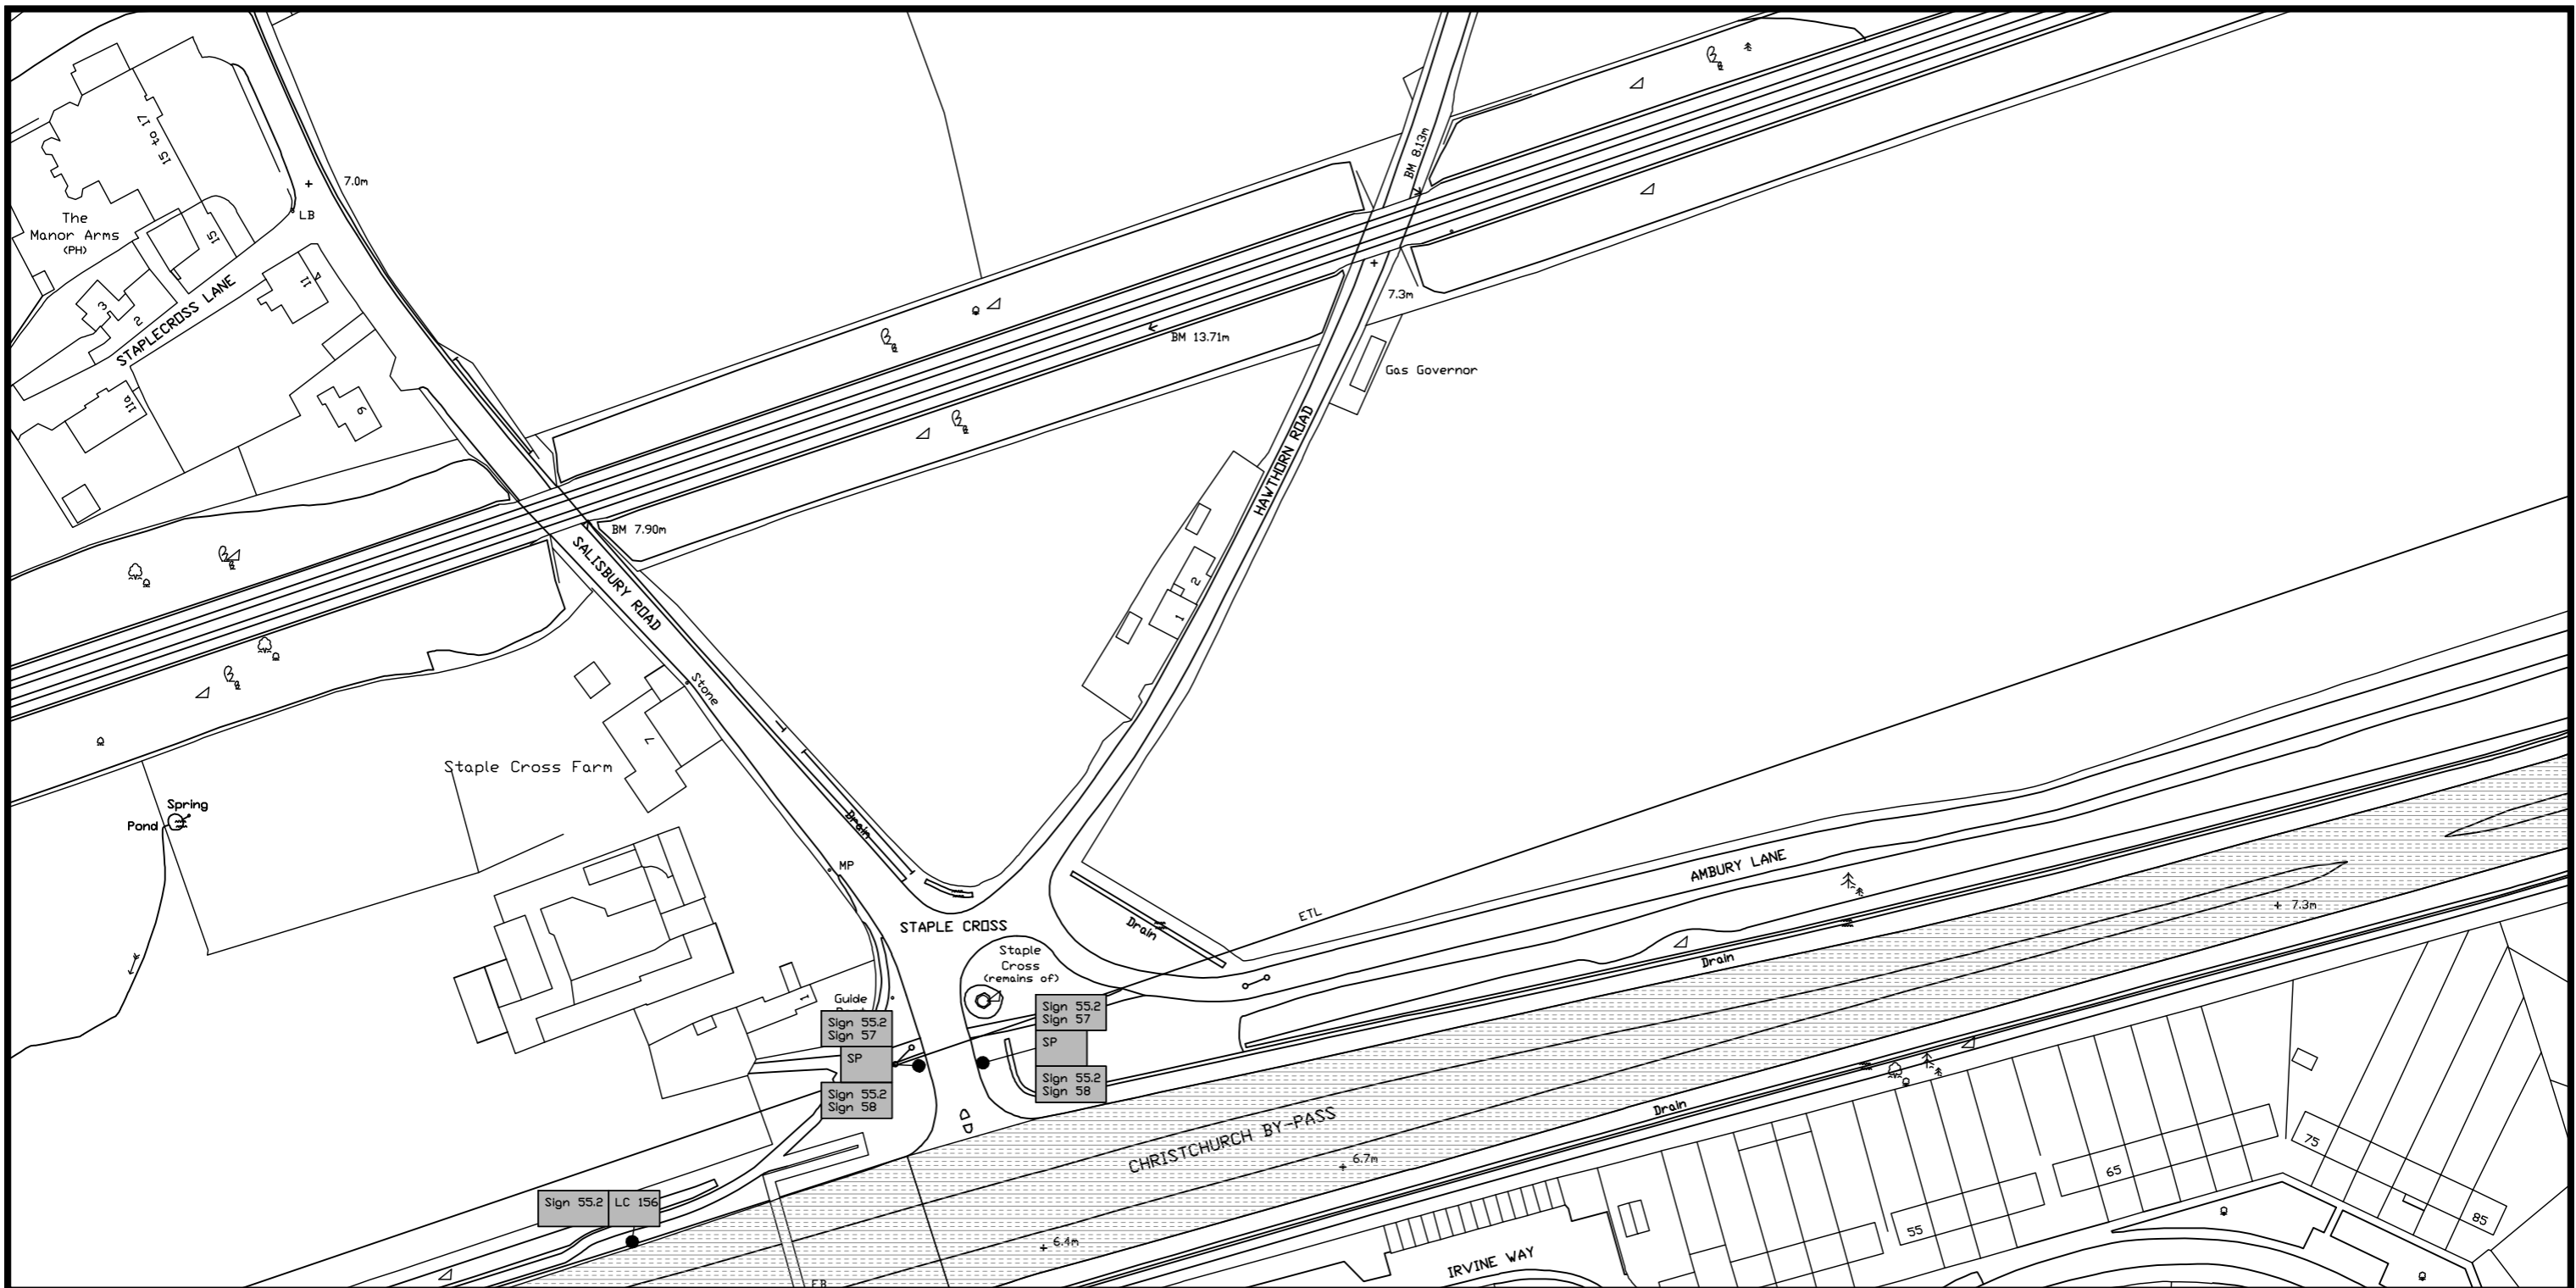 15 to 17
7.0m
LB
The
Manor Arms
(PH)
15
3
2
STAPLECROSS LANE
11
11a
9
BM 8.13m
7.3m
BM 13.71m
Gas Governor
HAWTHORN ROAD
BM 7.90m
SALISBURY ROAD
Stone
7
2
1
Staple Cross Farm
Spring
Pond
Drain
MP
STAPLE CROSS
Drain
ETL
AMBURY LANE
Drain
+ 7.3m
Staple
Cross
(remains of)
1
Guide
Sign 55.2
Sign 57
SP
Sign 55.2
Sign 58
Sign 55.2
Sign 57
SP
Sign 55.2
Sign 58
Sign 55.2
LC 156
CHRISTCHURCH BY-PASS
Drain
+ 6.7m
+ 6.4m
FB
IRVINE WAY
55
65
75
85